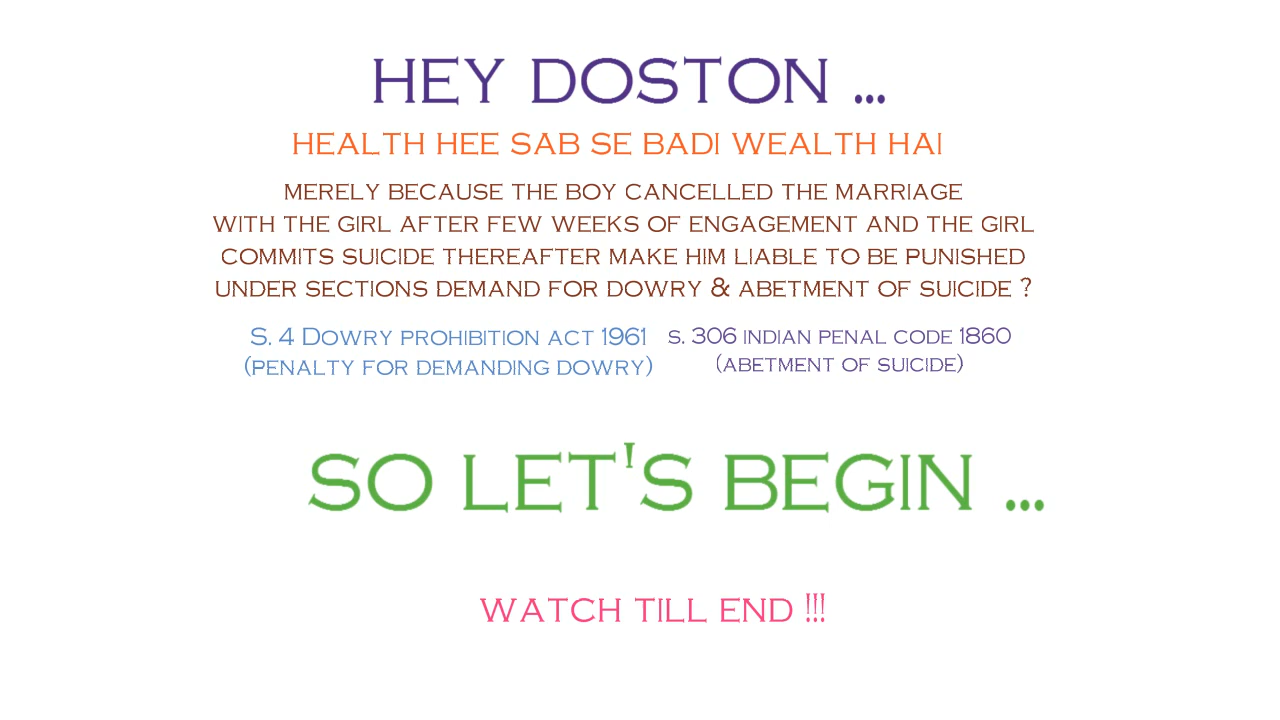 HEY DOSTON ...
HEALTH HEE SAB SE BADI WEALTH HAI
MERELY BECAUSE THE BOY CANCELLED THE MARRIAGE
WITH THE GIRL AFTER FEW WEEKS OF ENGAGEMENT AND THE GIRL
COMMITS SUICIDE THEREAFTER MAKE HIM LIABLE TO BE PUNISHED
UNDER SECTIONS DEMAND FOR DOWRY & ABETMENT OF SUICIDE ?
S. 4 DOWRY PROHIBITION ACT 1961
(PENALTY FOR DEMANDING DOWRY)
S. 306 INDIAN PENAL CODE 1860
(ABETMENT OF SUICIDE)
SO LET'S BEGIN ...
WATCH TILL END !!!